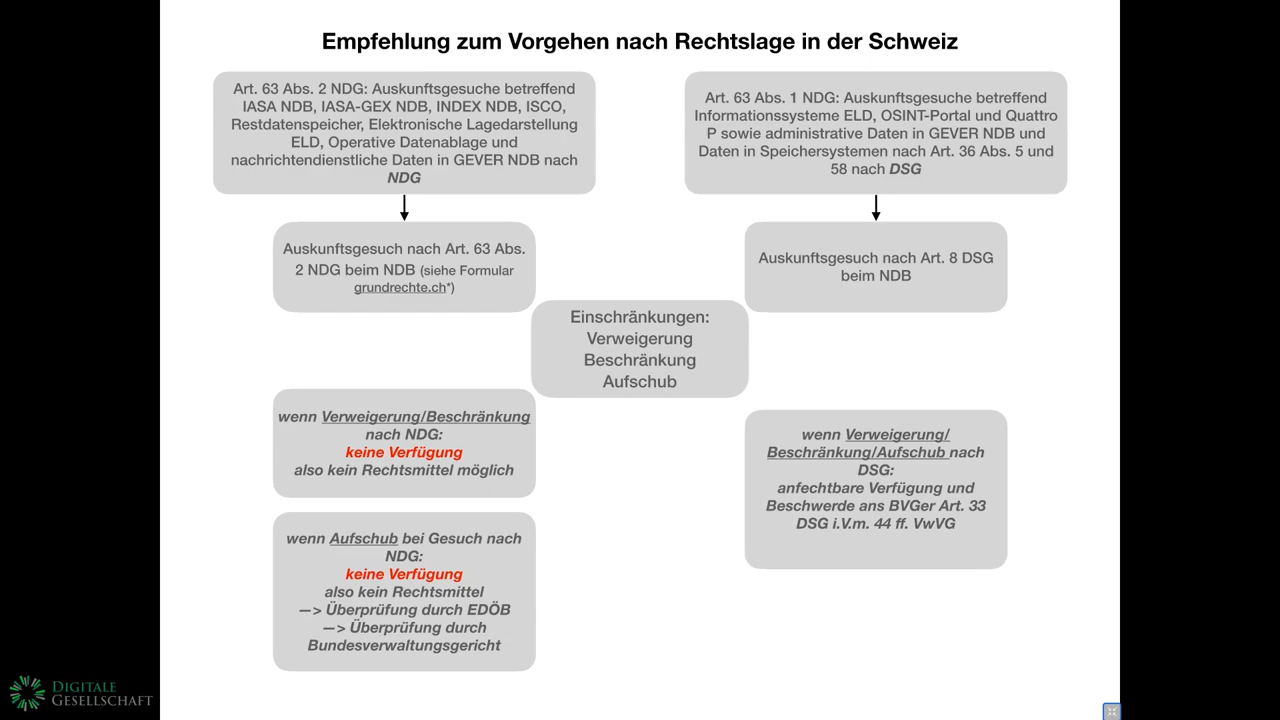 Empfehlung zum Vorgehen nach Rechtslage in der Schweiz
Art. 63 Abs. 2 NDG: Auskunftsgesuche betreffend
IASA NDB, IASA-GEX NDB, INDEX NDB, ISCO,
Restdatenspeicher, Elektronische Lagedarstellung
ELD, Operative Datenablage und
nachrichtendienstliche Daten in GEVER NDB nach
NDG
Art. 63 Abs. 1 NDG: Auskunftsgesuche betreffend
Informationssysteme ELD, OSINT-Portal und Quattro
P sowie administrative Daten in GEVER NDB und
Daten in Speichersystemen nach Art. 36 Abs. 5 und
58 nach DSG
Auskunftsgesuch nach Art. 63 Abs.
2 NDG beim NDB (siehe Formular
grundrechte.ch*)
Auskunftsgesuch nach Art. 8 DSG
beim NDB
Einschränkungen:
Verweigerung
Beschränkung
Aufschub
wenn Verweigerung/Beschränkung
nach NDG:
keine Verfügung
also kein Rechtsmittel möglich
wenn Verweigerung/
Beschränkung/Aufschub nach
DSG:
anfechtbare Verfügung und
Beschwerde ans BVGer Art. 33
DSG i.V.m. 44 ff. VwVG
wenn Aufschub bei Gesuch nach
NDG:
keine Verfügung
also kein Rechtsmittel
—> Überprüfung durch EDÖB
—> Überprüfung durch
Bundesverwaltungsgericht
DIGITALE
GESELLSCHAFT